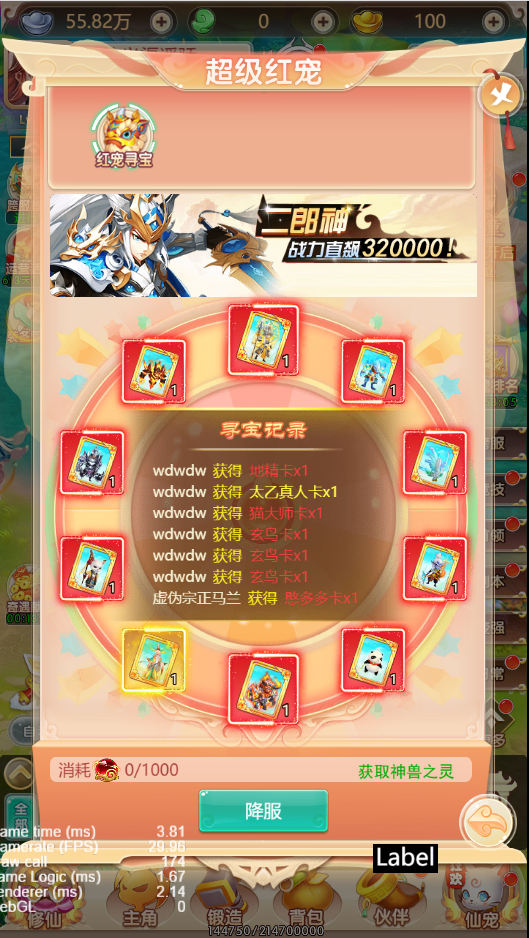 55.82万
0
100
超级红宠
红宠寻宝
二郎神
战力直飙320000！
1
1
1
寻宝记录
1
1
wdwdw 获得 地精卡x1
wdwdw 获得 太乙真人卡x1
wdwdw 获得 猫大师卡x1
wdwdw 获得 玄鸟卡x1
wdwdw 获得 玄鸟卡x1
wdwdw 获得 玄鸟卡x1
虚伪宗正马兰 获得 憨多多卡x1
1
1
1
1
1
消耗 0/1000
获取神兽之灵
降服
ame time (ms) 3.81
amerate (FPS) 29.96
raw call 174
ame Logic (ms) 1.67
enderer (ms) 2.14
ebGL 0
Label
修仙
主角
锻造
背包
伙伴
仙宠
144750/214700000